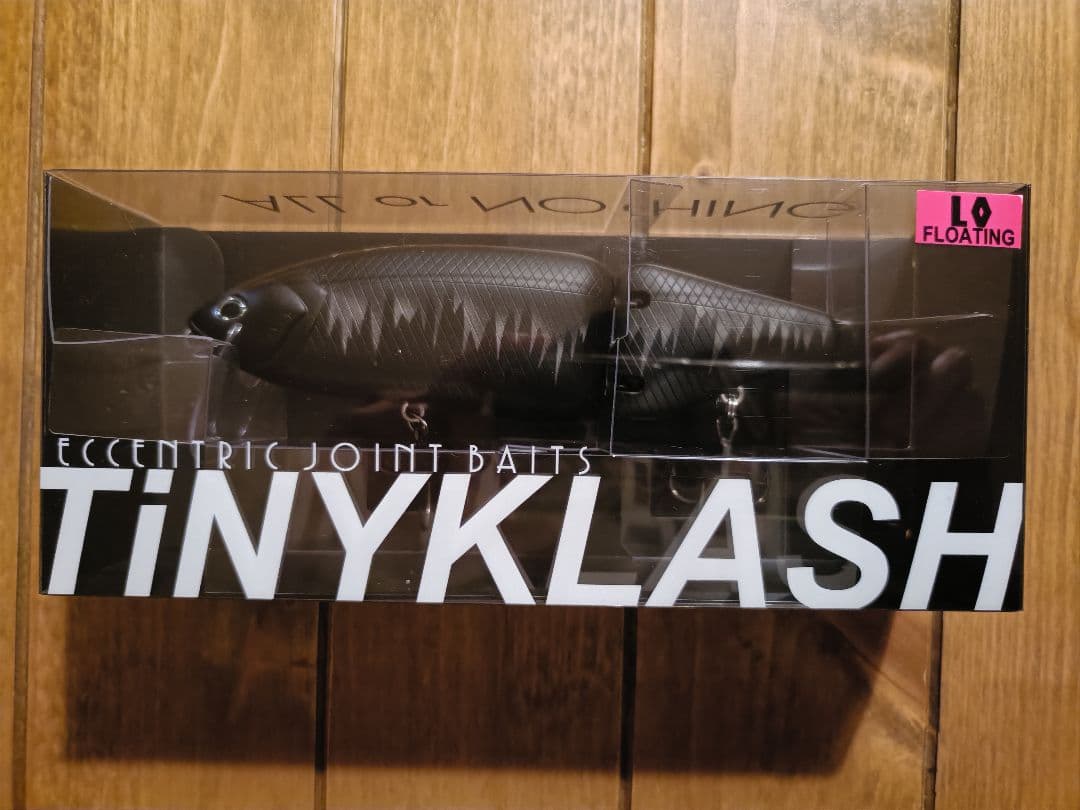 ALL or NOTHING
LO
FLOATING
ECCENTRIC JOINT BAITS
TiNYKLASH